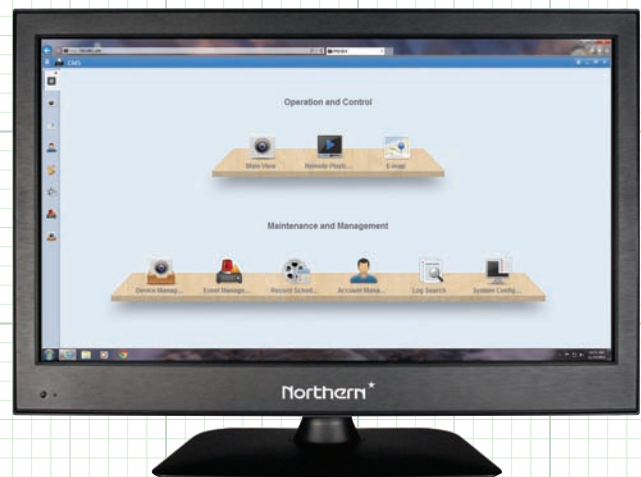 CMS
Operation and Control
Main View
Remote Playb...
E-map
Maintenance and Management
Device Manag...
Event Manage...
Record Sched...
Account Mana...
Log Search
System Config...
Northern